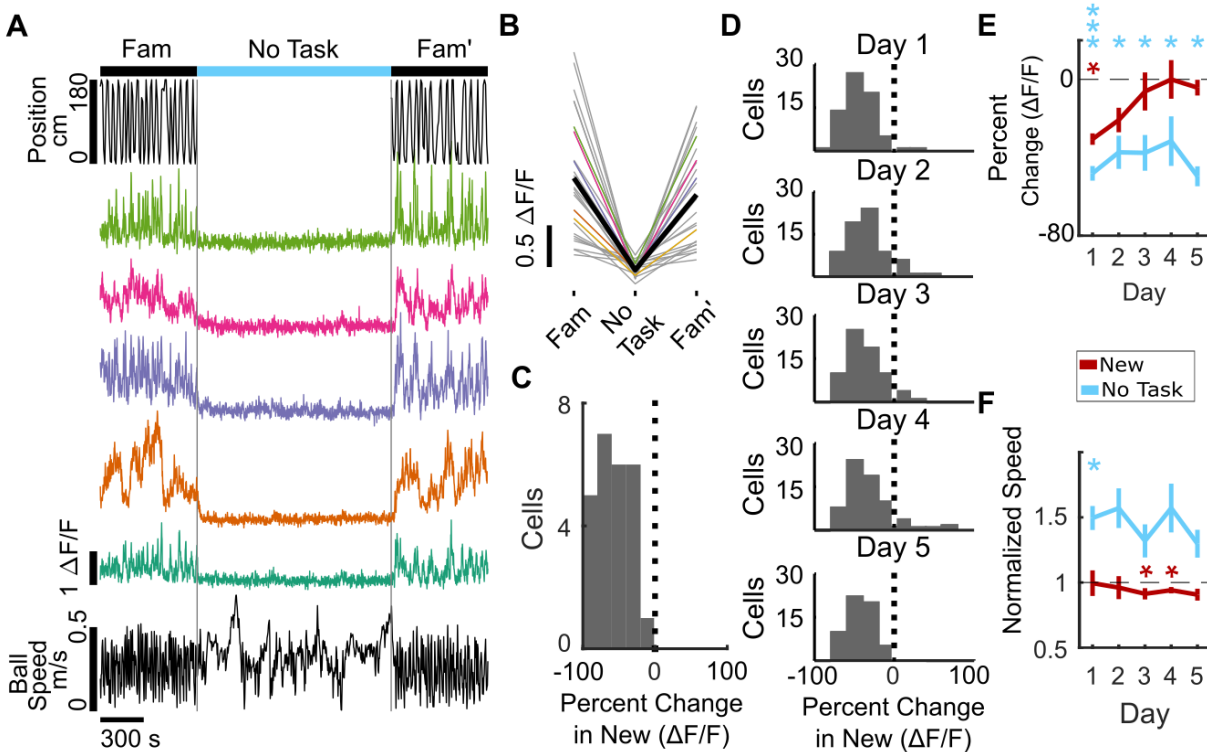 A
Fam
No Task
Fam'
Position
cm
180
0
1 ΔF/F
Ball
Speed
m/s
0.5
0
300 s
B
0.5 ΔF/F
Fam
No
Task
Fam'
C
Cells
8
4
0
-100
0
100
Percent Change
in New (ΔF/F)
D
Day 1
Cells
30
15
Day 2
Cells
30
15
Day 3
Cells
30
15
Day 4
Cells
30
15
Day 5
Cells
30
15
0
-100
0
100
Percent Change
in New (ΔF/F)
E
* * *
*
*
*
*
*
Percent
Change (ΔF/F)
0
-80
1 2 3 4 5
Day
New
No Task
F
*
* *
Normalized Speed
1.5
1
0.5
1 2 3 4 5
Day